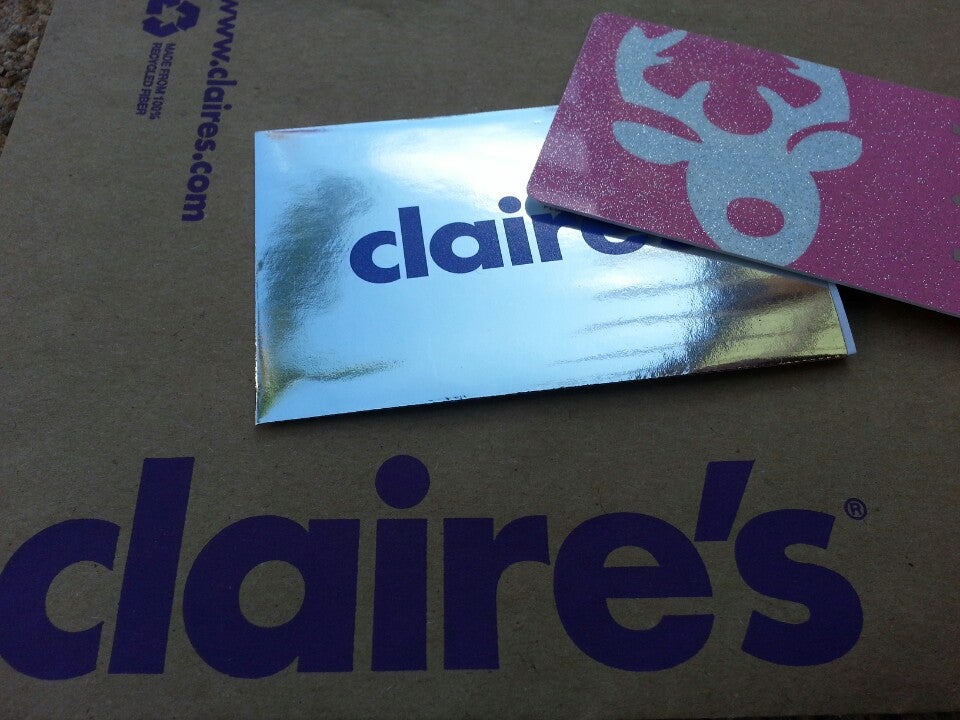 www.claires.com
MADE FROM 100%
RECYCLED FIBER
claire
claire's®